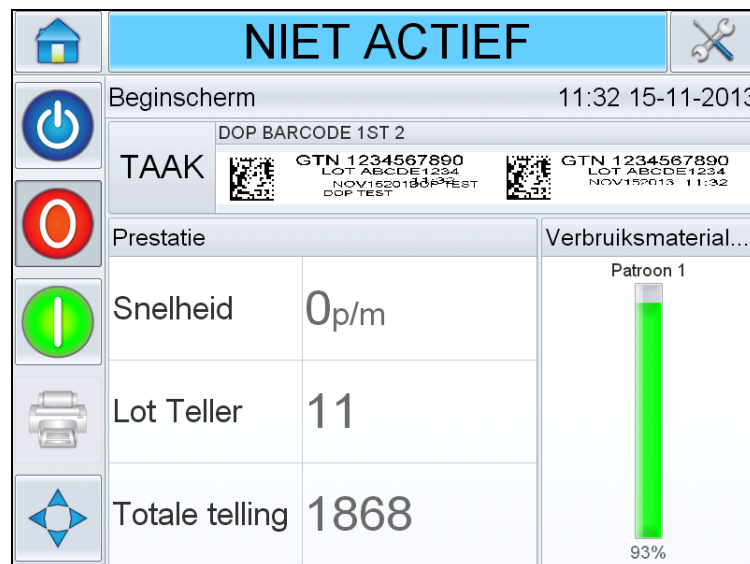 NIET ACTIEF
Beginscherm 11:32 15-11-2013
DOP BARCODE 1ST 2
TAAK
GTN 1234567890 GTN 1234567890
LOT ABCDE1234 LOT ABCDE1234
NOV152013 NOV152013 11:32
DOP TEST
Prestatie Verbruiksmaterial...
Patroon 1
Snelheid 0p/m
Lot Teller 11
Totale telling 1868
93%